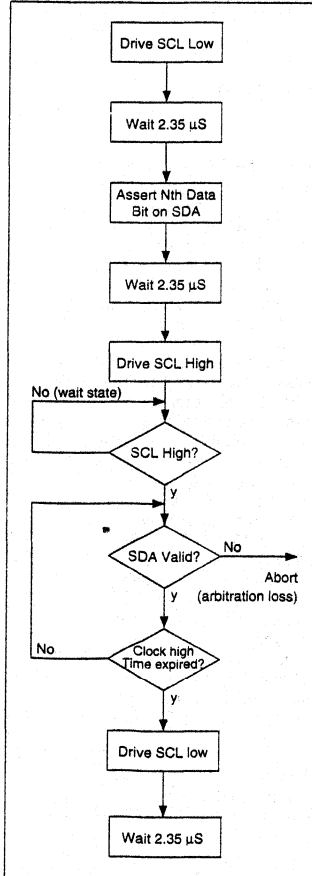 Drive SCL Low
Wait 2.35 µS
Assert Nth Data
Bit on SDA
Wait 2.35 µS
Drive SCL High
No (wait state)
SCL High?
y
SDA Valid?
No
Abort
(arbitration loss)
y
No
Clock high
Time expired?
y
Drive SCL low
Wait 2.35 µS